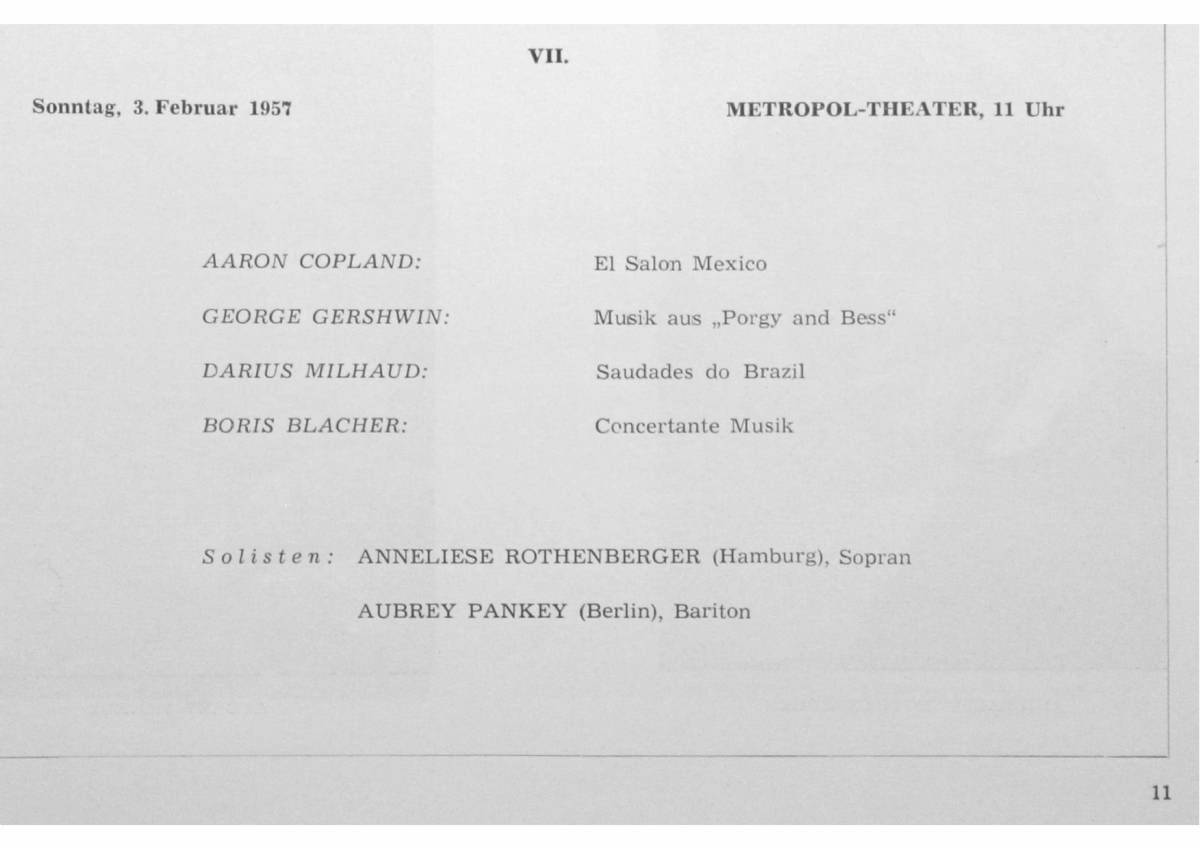 VII.
Sonntag, 3. Februar 1957 METROPOL-THEATER, 11 Uhr
AARON COPLAND: El Salon Mexico
GEORGE GERSHWIN: Musik aus „Porgy and Bess“
DARIUS MILHAUD: Saudades do Brazil
BORIS BLACHER: Concertante Musik
Solisten: ANNELIESE ROTHENBERGER (Hamburg), Sopran
AUBREY PANKEY (Berlin), Bariton
11